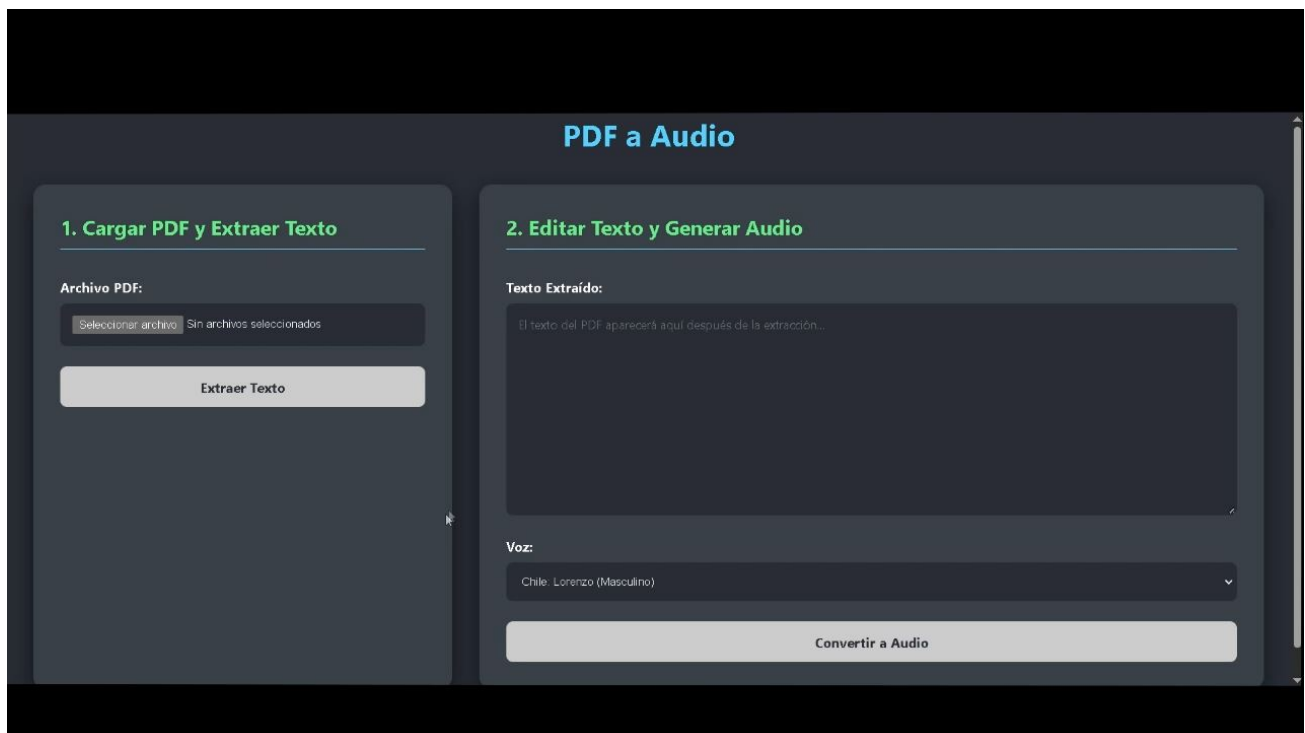 PDF a Audio
1. Cargar PDF y Extraer Texto
Archivo PDF:
Seleccionar archivo Sin archivos seleccionados
Extraer Texto
2. Editar Texto y Generar Audio
Texto Extraído:
El texto del PDF aparecerá aquí después de la extracción...
Voz:
Chile: Lorenzo (Masculino)
Convertir a Audio